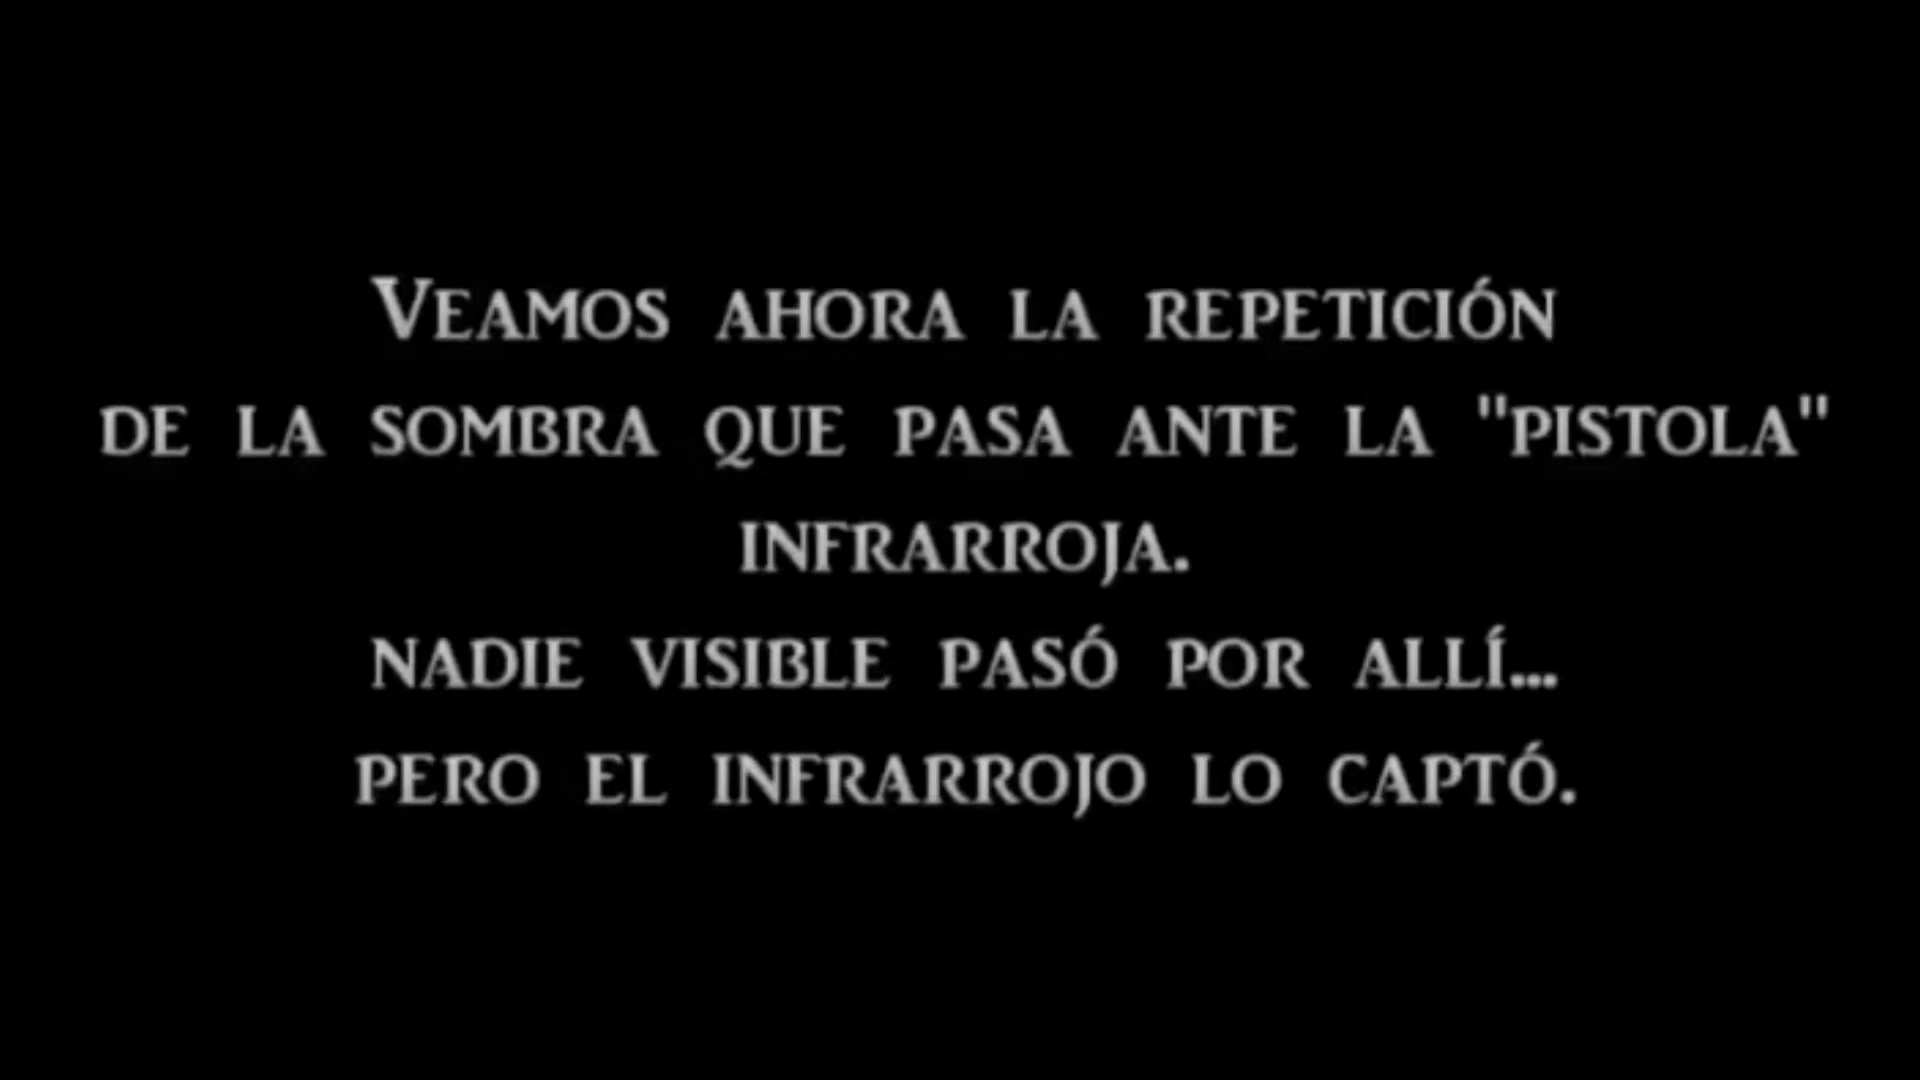 Veamos ahora la repetición
de la sombra que pasa ante la "pistola"
infrarroja.
nadie visible pasó por allí...
pero el infrarrojo lo captó.